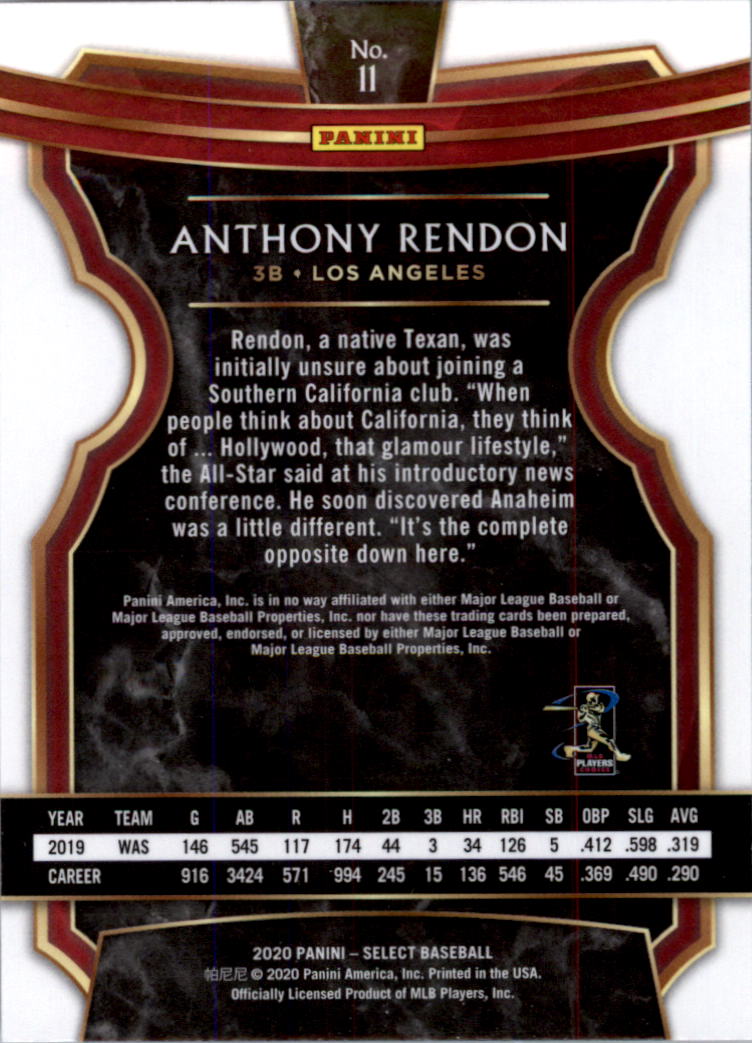 No.
11
PANINI
ANTHONY RENDON
3B • LOS ANGELES
Rendon, a native Texan, was
initially unsure about joining a
Southern California club. “When
people think about California, they think
of ... Hollywood, that glamour lifestyle,”
the All-Star said at his introductory news
conference. He soon discovered Anaheim
was a little different. “It’s the complete
opposite down here.”
Panini America, Inc. is in no way affiliated with either Major League Baseball or
Major League Baseball Properties, Inc. nor have these trading cards been prepared,
approved, endorsed, or licensed by either Major League Baseball or
Major League Baseball Properties, Inc.
MLB
PLAYERS
CHOICE
YEAR TEAM G AB R H 2B 3B HR RBI SB OBP SLG AVG
2019 WAS 146 545 117 174 44 3 34 126 5 .412 .598 .319
CAREER 916 3424 571 994 245 15 136 546 45 .369 .490 .290
2020 PANINI – SELECT BASEBALL
帕尼尼 © 2020 Panini America, Inc. Printed in the USA.
Officially Licensed Product of MLB Players, Inc.